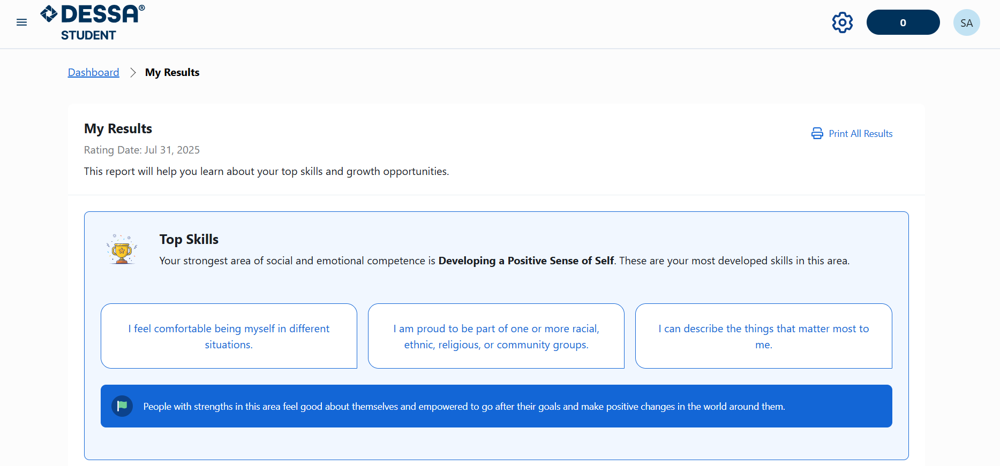 DESSA®
STUDENT
0
SA
Dashboard > My Results
My Results
Print All Results
Rating Date: Jul 31, 2025
This report will help you learn about your top skills and growth opportunities.
Top Skills
Your strongest area of social and emotional competence is Developing a Positive Sense of Self. These are your most developed skills in this area.
I feel comfortable being myself in different
situations.
I am proud to be part of one or more racial,
ethnic, religious, or community groups.
I can describe the things that matter most to
me.
People with strengths in this area feel good about themselves and empowered to go after their goals and make positive changes in the world around them.